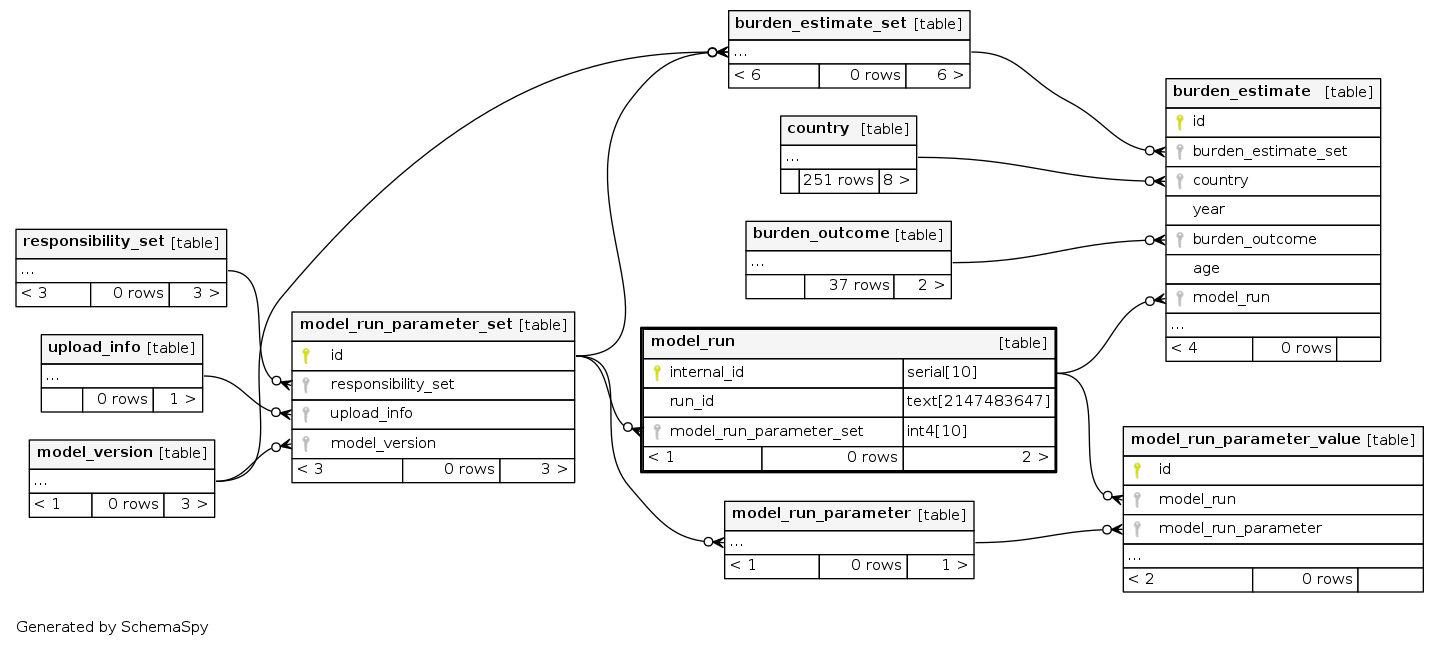 burden_estimate_set [table]
...
< 6 0 rows 6 >
burden_estimate [table]
id
burden_estimate_set
country
year
burden_outcome
age
model_run
...
< 4 0 rows
country [table]
...
251 rows 8 >
burden_outcome [table]
...
37 rows 2 >
responsibility_set [table]
...
< 3 0 rows 3 >
upload_info [table]
...
0 rows 1 >
model_version [table]
...
< 1 0 rows 3 >
model_run_parameter_set [table]
id
responsibility_set
upload_info
model_version
< 3 0 rows 3 >
model_run [table]
internal_id serial[10]
run_id text[2147483647]
model_run_parameter_set int4[10]
< 1 0 rows 2 >
model_run_parameter [table]
...
< 1 0 rows 1 >
model_run_parameter_value [table]
id
model_run
model_run_parameter
...
< 2 0 rows
Generated by SchemaSpy